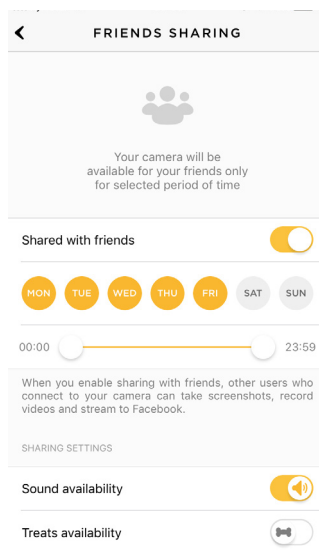 FRIENDS SHARING
Your camera will be
available for your friends only
for selected period of time
Shared with friends
MON TUE WED THU FRI SAT SUN
00:00 23:59
When you enable sharing with friends, other users who
connect to your camera can take screenshots, record
videos and stream to Facebook.
SHARING SETTINGS
Sound availability
Treats availability